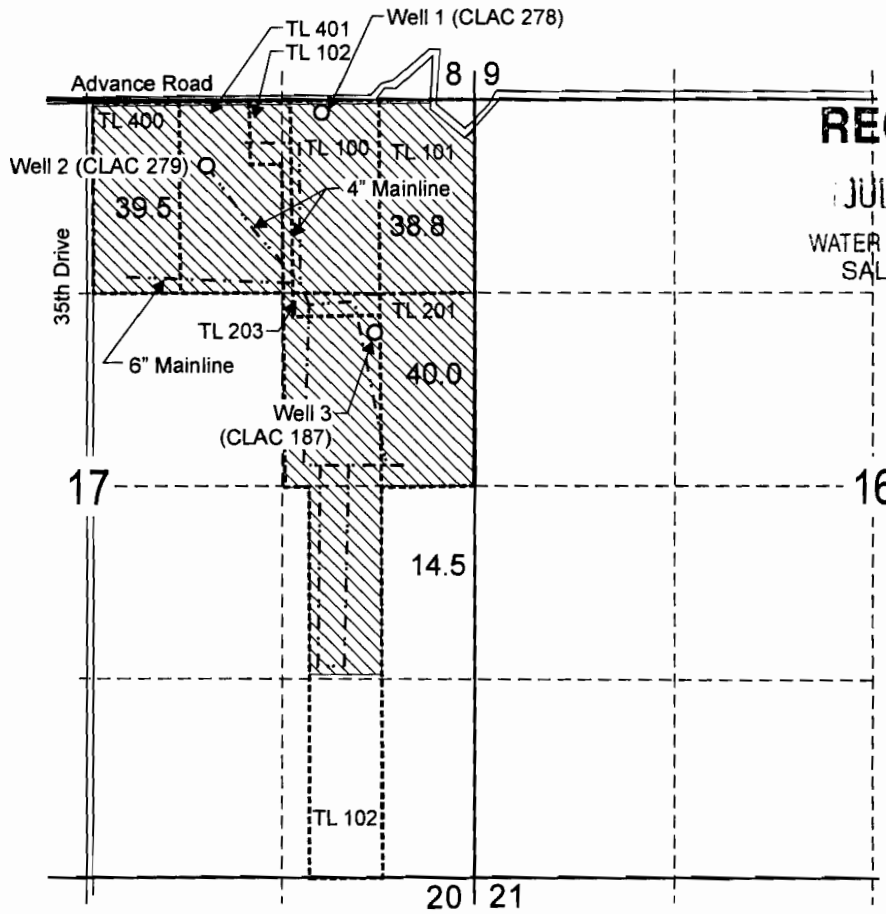 TL 401
Well 1 (CLAC 278)
TL 102
Advance Road
8
9
TL 400
TL 100
TL 101
Well 2 (CLAC 279)
4" Mainline
39.5
38.8
WATER
35th Drive
TL 203
TL 201
6" Mainline
40.0
Well 3
(CLAC 187)
17
16
14.5
TL 102
20
21